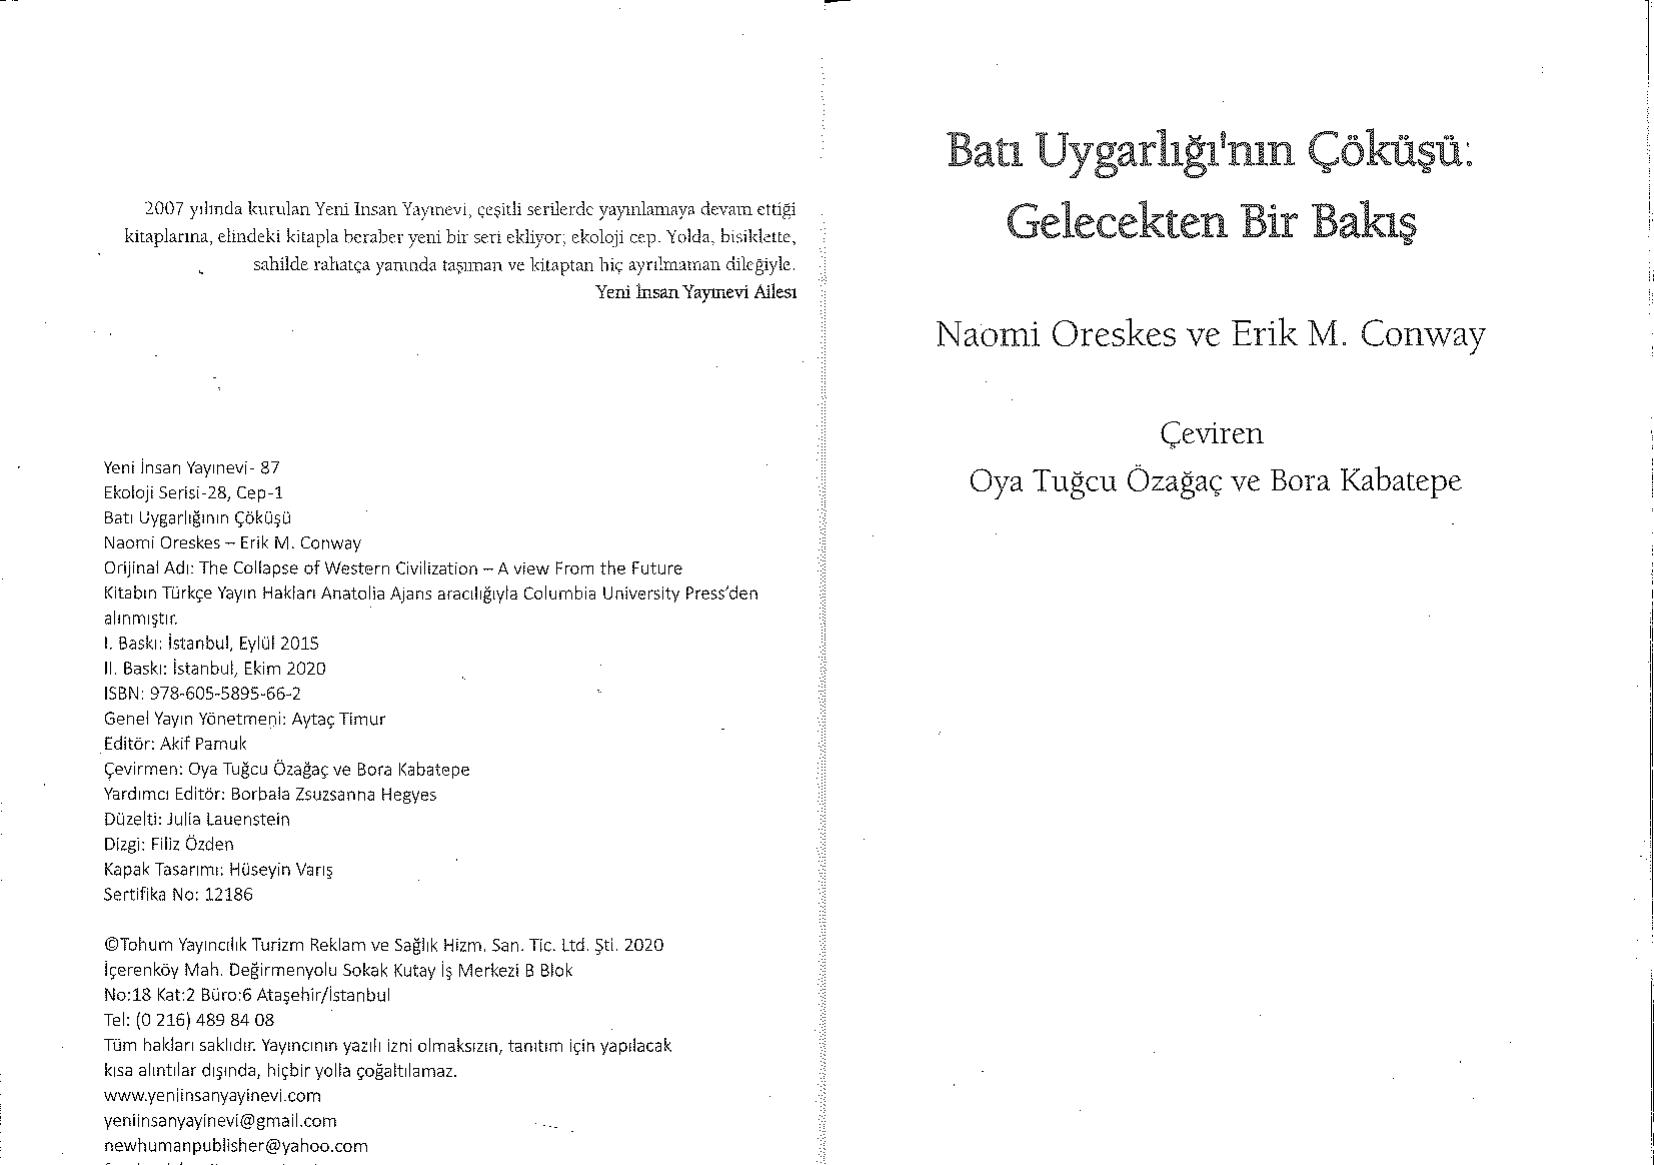 2007 yılında kurulan Yeni Insan Yayınevi, çeşitli serilerde yayınlamaya devam ettiği
kitaplarına, elindeki kitapla beraber yeni bir seri ekliyor; ekoloji cep. Yolda, bisiklette,
sahilde rahatça yanında taşıman ve kitaptan hiç ayrılmaman dileğiyle.
Yeni İnsan Yayınevi Ailesi
Yeni İnsan Yayınevi- 87
Ekoloji Serisi-28, Cep-1
Batı Uygarlığının Çöküşü
Naomi Oreskes – Erik M. Conway
Orijinal Adı: The Collapse of Western Civilization – A view From the Future
Kitabın Türkçe Yayın Hakları Anatolia Ajans aracılığıyla Columbia University Press'den
alınmıştır.
I. Baskı: İstanbul, Eylül 2015
II. Baskı: İstanbul, Ekim 2020
ISBN: 978-605-5895-66-2
Genel Yayın Yönetmeni: Aytaç Timur
Editör: Akif Pamuk
Çevirmen: Oya Tuğcu Özağaç ve Bora Kabatepe
Yardımcı Editör: Borbala Zsuzsanna Hegyes
Düzelti: Julia Lauenstein
Dizgi: Filiz Özden
Kapak Tasarımı: Hüseyin Varış
Sertifika No: 12186
©Tohum Yayıncılık Turizm Reklam ve Sağlık Hizm. San. Tic. Ltd. Şti. 2020
İçerenköy Mah. Değirmenyolu Sokak Kutay İş Merkezi B Blok
No:18 Kat:2 Büro:6 Ataşehir/İstanbul
Tel: (0 216) 489 84 08
Tüm hakları saklıdır. Yayıncının yazılı izni olmaksızın, tanıtım için yapılacak
kısa alıntılar dışında, hiçbir yolla çoğaltılamaz.
www.yeniinsanyayinevi.com
yeniinsanyayinevi@gmail.com
newhumanpublisher@yahoo.com
Batı Uygarlığı'nın Çöküşü:
Gelecekten Bir Bakış
Naomi Oreskes ve Erik M. Conway
Çeviren
Oya Tuğcu Özağaç ve Bora Kabatepe